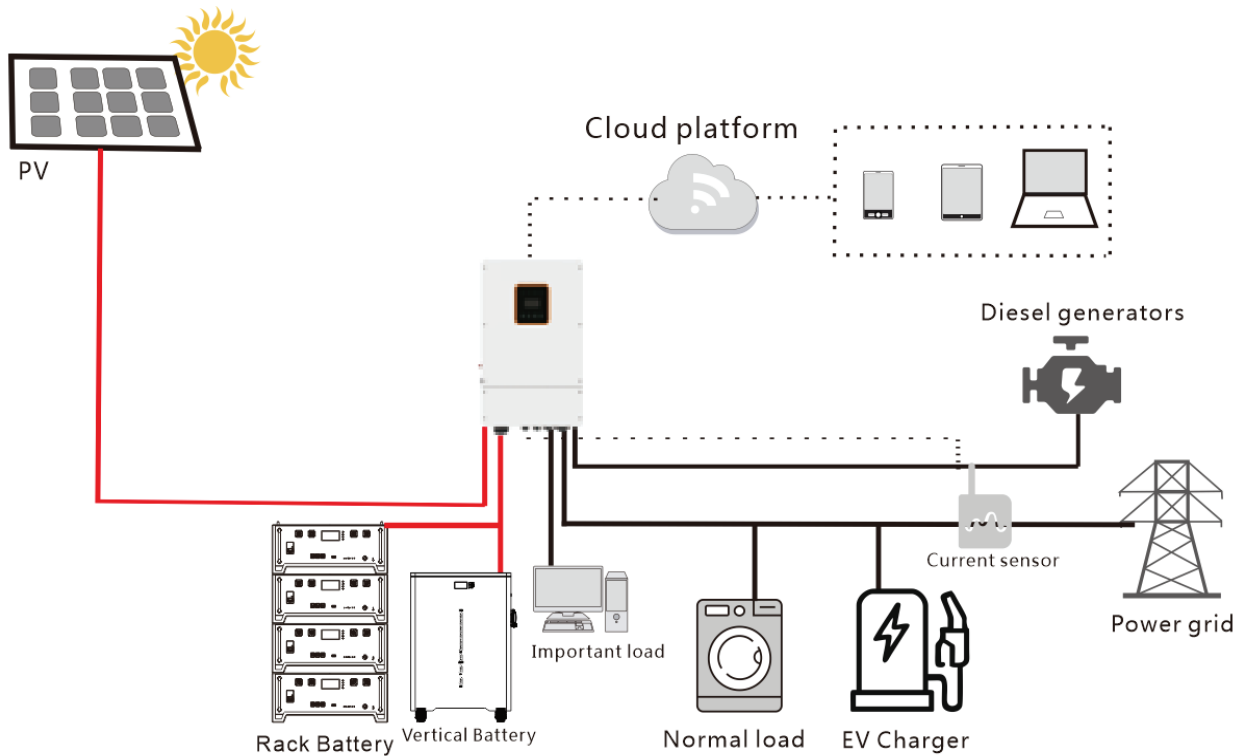 PV
Cloud platform
Diesel generators
Current sensor
Power grid
Important load
Rack Battery
Vertical Battery
Normal load
EV Charger